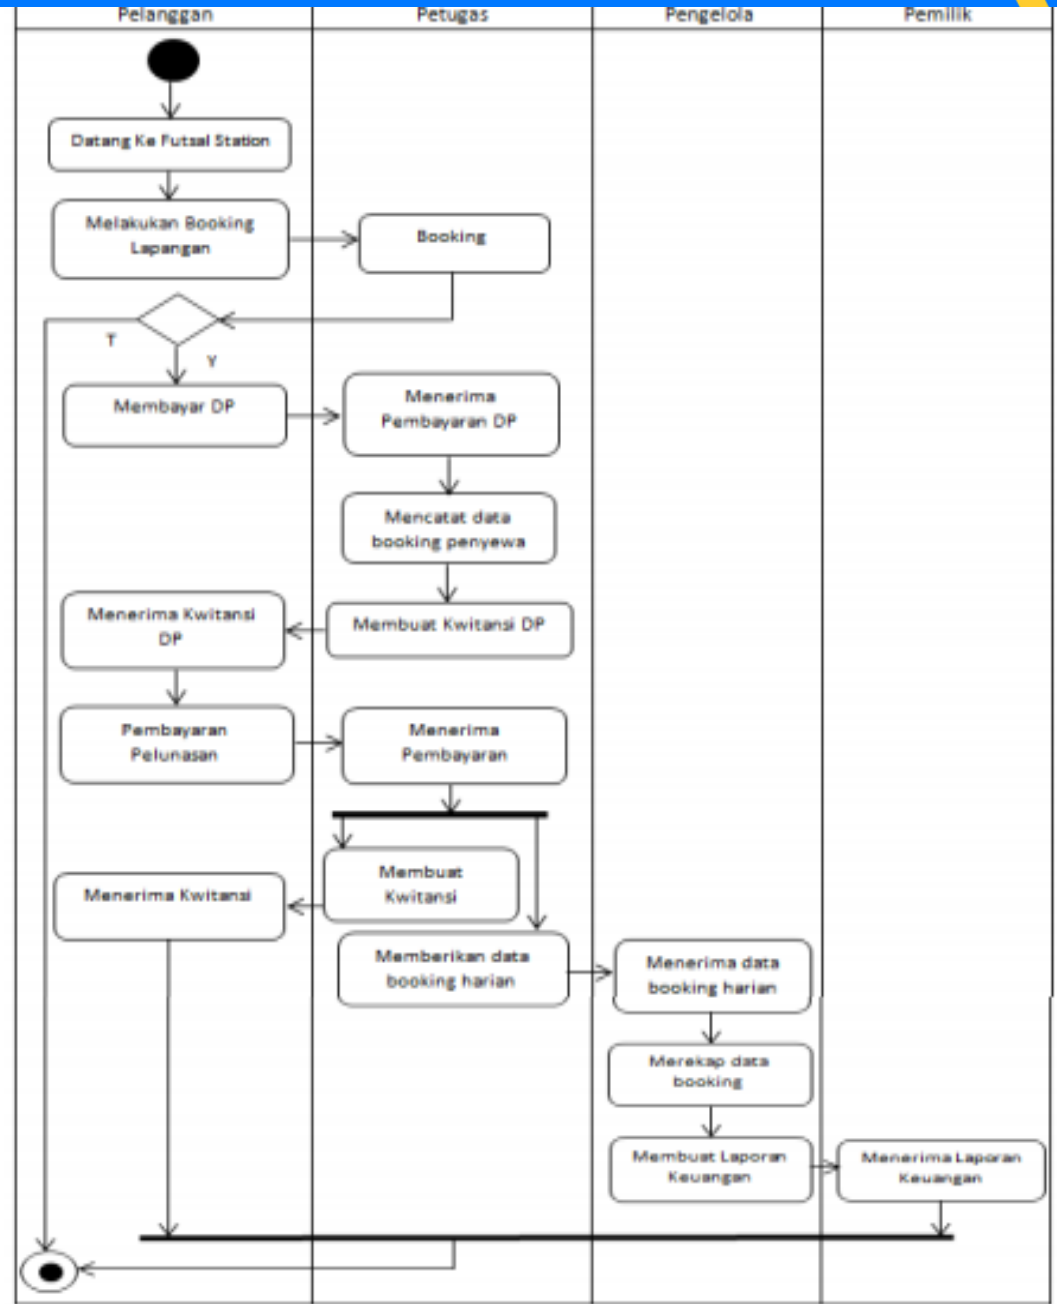 Pelanggan
Petugas
Pengelola
Pemilik
Datang Ke Futsal Station
Melakukan Booking
Lapangan
Booking
T
Y
Membayar DP
Menerima
Pembayaran DP
Mencatat data
booking penyewa
Menerima Kwitansi
DP
Membuat Kwitansi DP
Pembayaran
Pelunasan
Menerima
Pembayaran
Membuat
Kwitansi
Menerima Kwitansi
Memberikan data
booking harian
Menerima data
booking harian
Merekap data
booking
Membuat Laporan
Keuangan
Menerima Laporan
Keuangan